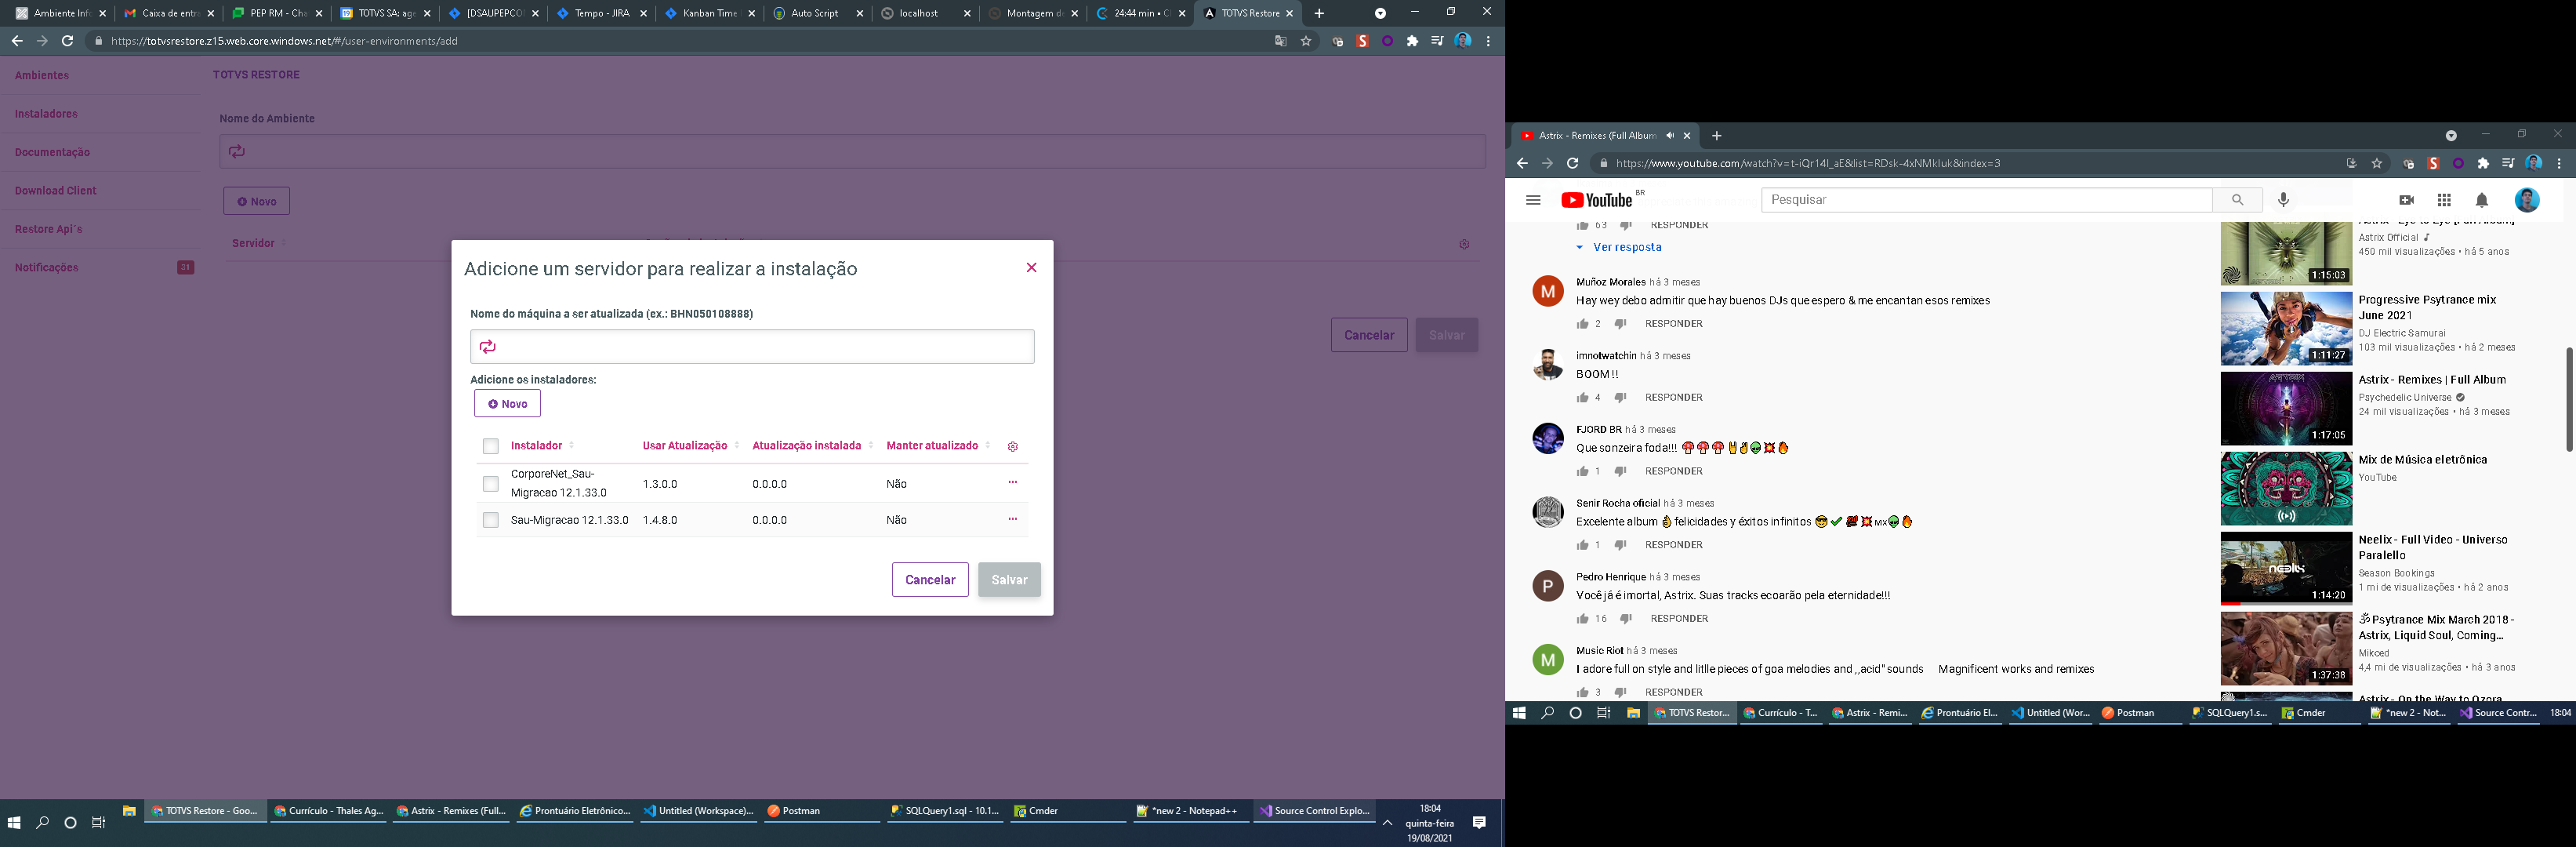 Ambiente Info
Caixa de entra
PEP RM - Cha
TOTVS SA: age
[DSAUPEPCO
Tempo - JIRA
Kanban Time
Auto Script
localhost
Montagem de
24:44 min • C
TOTVS Restore
https://totvsrestore.z15.web.core.windows.net/#/user-environments/add
Ambientes
Instaladores
Documentação
Download Client
Restore Api´s
Notificações
31
TOTVS RESTORE
Nome do Ambiente
Novo
Servidor
Cancelar
Salvar
Adicione um servidor para realizar a instalação
Nome do máquina a ser atualizada (ex.: BHN050108888)
Adicione os instaladores:
Novo
Instalador Usar Atualização Atualização instalada Manter atualizado
CorporeNet_Sau-
Migracao 12.1.33.0 1.3.0.0 0.0.0.0 Não
Sau-Migracao 12.1.33.0 1.4.8.0 0.0.0.0 Não
Cancelar
Salvar
TOTVS Restore - Goo...
Currículo - Thales Ag...
Astrix - Remixes (Full...
Prontuário Eletrônico...
Untitled (Workspace)...
Postman
SQLQuery1.sql - 10.1...
Cmder
*new 2 - Notepad++
Source Control Explo...
18:04
quinta-feira
19/08/2021
Astrix - Remixes (Full Album
https://www.youtube.com/watch?v=t-iQr14l_aE&list=RDsk-4xNMkIuk&index=3
YouTube BR
Pesquisar
63 RESPONDER
Ver resposta
Muñoz Morales há 3 meses
Hay wey debo admitir que hay buenos DJs que espero & me encantan esos remixes
2 RESPONDER
imnotwatchin há 3 meses
BOOM !!
4 RESPONDER
FJORD BR há 3 meses
Que sonzeira foda!!! 🍄🍄🍄🤘✌👽💥🔥
1 RESPONDER
Senir Rocha oficial há 3 meses
Excelente album 👌 felicidades y éxitos infinitos 😎✔💯💥MX👽🔥
1 RESPONDER
Pedro Henrique há 3 meses
Você já é imortal, Astrix. Suas tracks ecoarão pela eternidade!!!
16 RESPONDER
Music Riot há 3 meses
I adore full on style and litlle pieces of goa melodies and ,,acid" sounds Magnificent works and remixes
3 RESPONDER
Astrix - Eye to Eye [Full Album]
Astrix Official
450 mil visualizações • há 5 anos
1:15:03
Progressive Psytrance mix
June 2021
DJ Electric Samurai
103 mil visualizações • há 2 meses
1:11:27
Astrix - Remixes | Full Album
Psychedelic Universe
24 mil visualizações • há 3 meses
1:17:05
Mix de Música eletrônica
YouTube
Neelix - Full Video - Universo
Paralello
Season Bookings
1 mi de visualizações • há 2 anos
neelix
1:14:20
🕉Psytrance Mix March 2018 -
Astrix, Liquid Soul, Coming...
Mikoed
4,4 mi de visualizações • há 3 anos
1:37:38
Astrix - On the Way to Ozora
TOTVS Restor...
Currículo - T...
Astrix - Remi...
Prontuário El...
Untitled (Wor...
Postman
SQLQuery1.s...
Cmder
*new 2 - Not...
Source Contr...
18:04